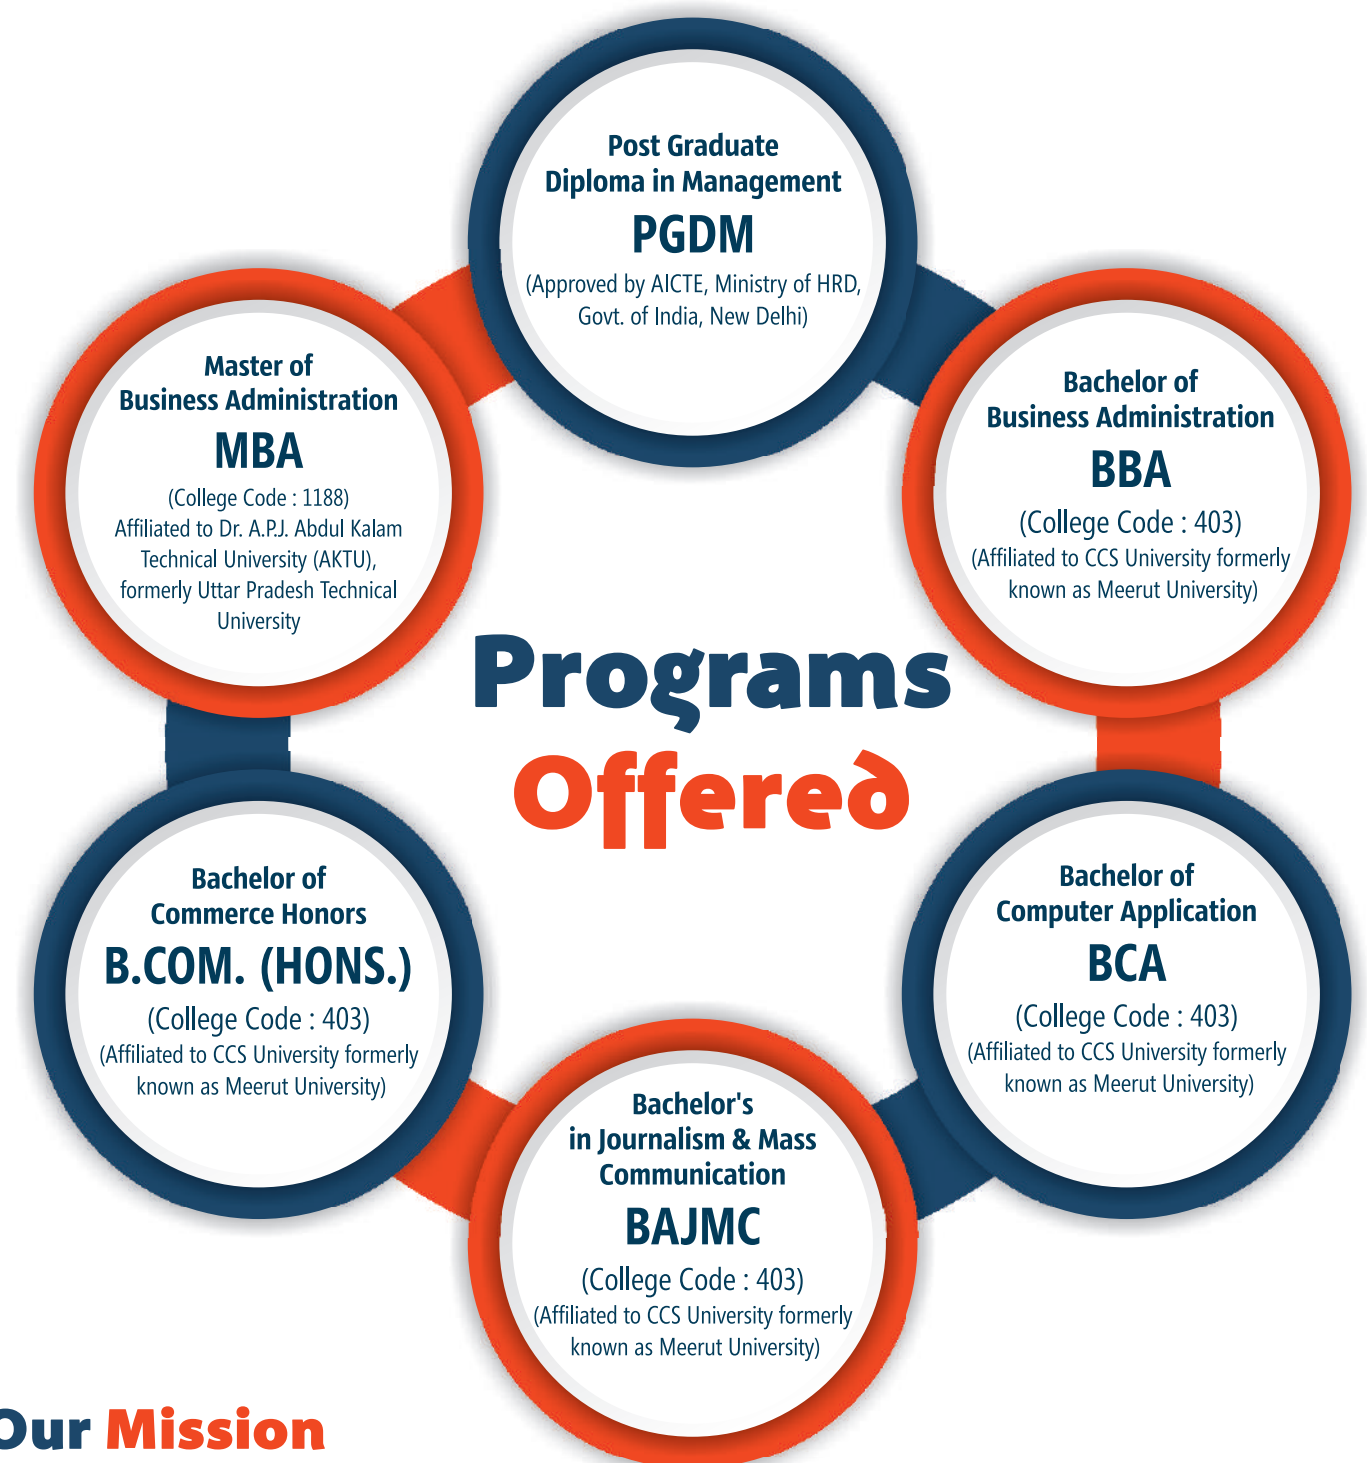 Post Graduate
Diploma in Management
PGDM
(Approved by AICTE, Ministry of HRD,
Govt. of India, New Delhi)
Master of
Business Administration
MBA
(College Code : 1188)
Affiliated to Dr. A.P.J. Abdul Kalam
Technical University (AKTU),
formerly Uttar Pradesh Technical
University
Bachelor of
Business Administration
BBA
(College Code : 403)
(Affiliated to CCS University formerly
known as Meerut University)
Programs
Offered
Bachelor of
Commerce Honors
B.COM. (HONS.)
(College Code : 403)
(Affiliated to CCS University formerly
known as Meerut University)
Bachelor of
Computer Application
BCA
(College Code : 403)
(Affiliated to CCS University formerly
known as Meerut University)
Bachelor's
in Journalism & Mass
Communication
BAJMC
(College Code : 403)
(Affiliated to CCS University formerly
known as Meerut University)
Our Mission